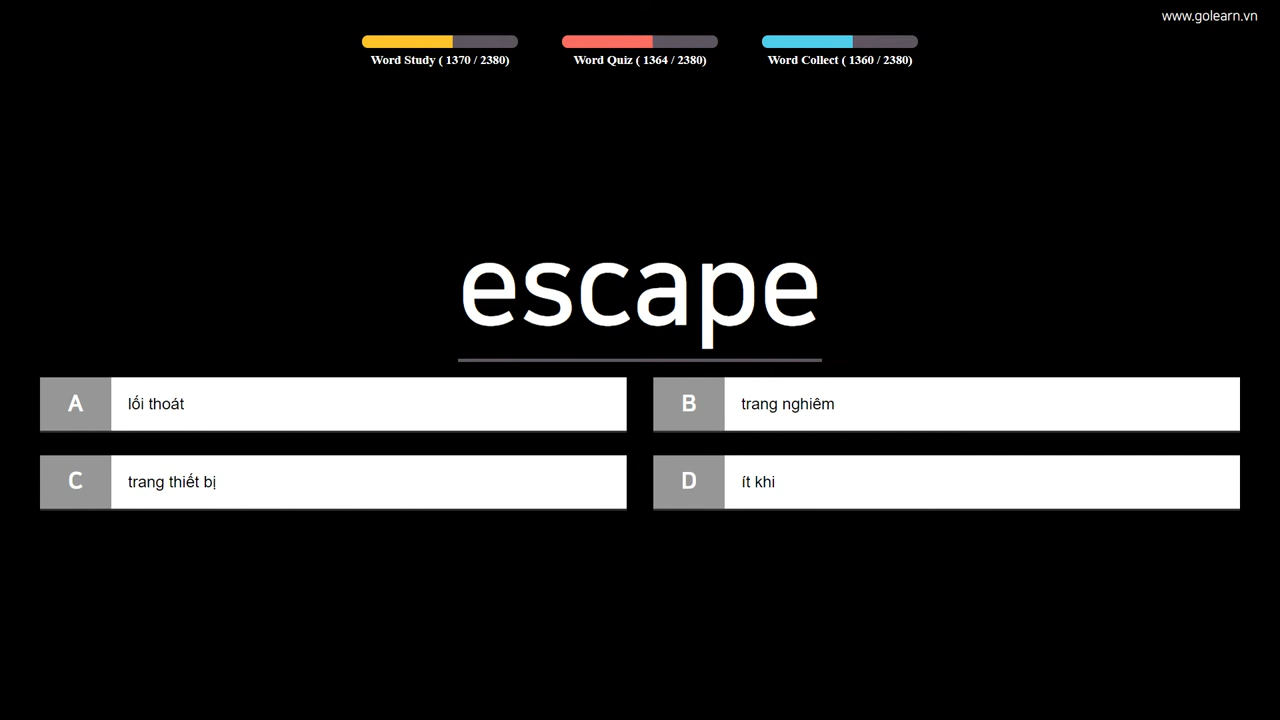 www.golearn.vn
Word Study ( 1370 / 2380)
Word Quiz ( 1364 / 2380)
Word Collect ( 1360 / 2380)
escape
A lối thoát
B trang nghiêm
C trang thiết bị
D ít khi